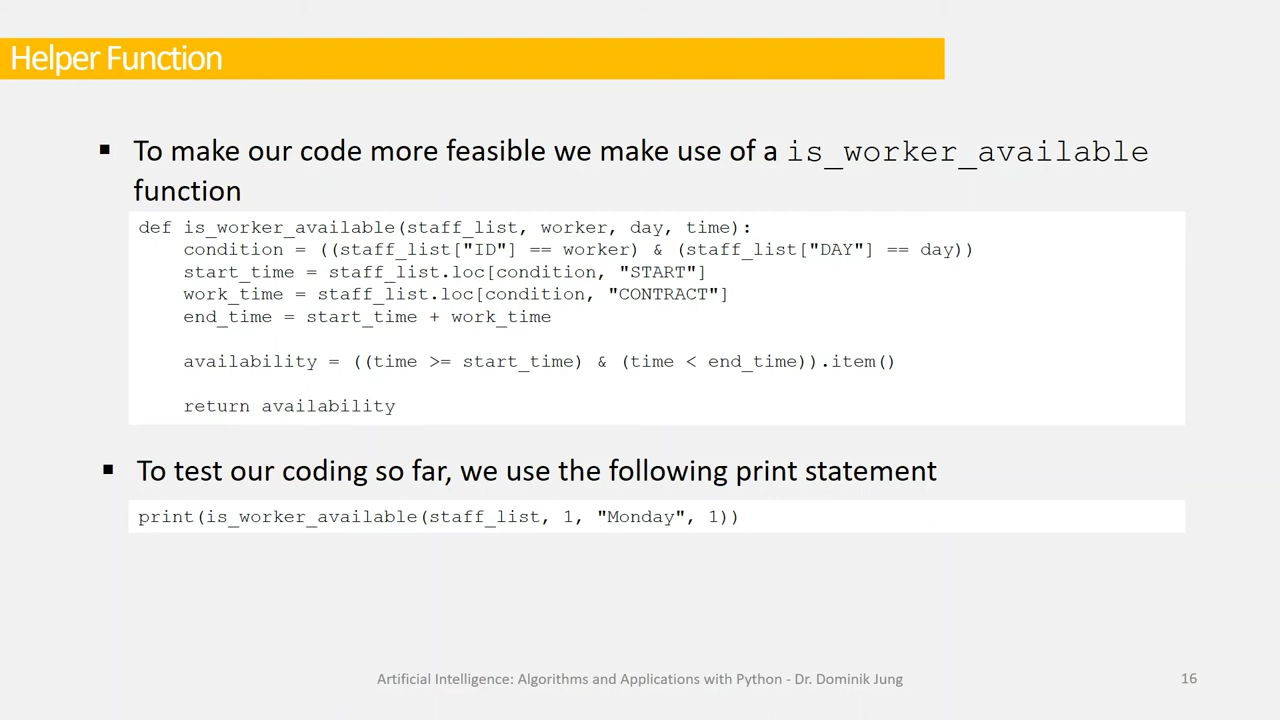 Helper Function
▪ To make our code more feasible we make use of a is_worker_available
function
def is_worker_available(staff_list, worker, day, time):
    condition = ((staff_list["ID"] == worker) & (staff_list["DAY"] == day))
    start_time = staff_list.loc[condition, "START"]
    work_time = staff_list.loc[condition, "CONTRACT"]
    end_time = start_time + work_time
    availability = ((time >= start_time) & (time < end_time)).item()
    return availability
▪ To test our coding so far, we use the following print statement
print(is_worker_available(staff_list, 1, "Monday", 1))
Artificial Intelligence: Algorithms and Applications with Python - Dr. Dominik Jung
16